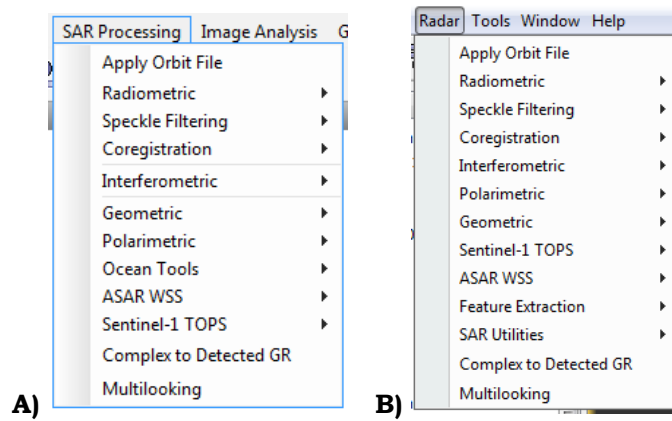 SAR Processing Image Analysis G
Apply Orbit File
Radiometric
Speckle Filtering
Coregistration
Interferometric
Geometric
Polarimetric
Ocean Tools
ASAR WSS
Sentinel-1 TOPS
Complex to Detected GR
Multilooking
A)
Radar Tools Window Help
Apply Orbit File
Radiometric
Speckle Filtering
Coregistration
Interferometric
Polarimetric
Geometric
Sentinel-1 TOPS
ASAR WSS
Feature Extraction
SAR Utilities
Complex to Detected GR
Multilooking
B)